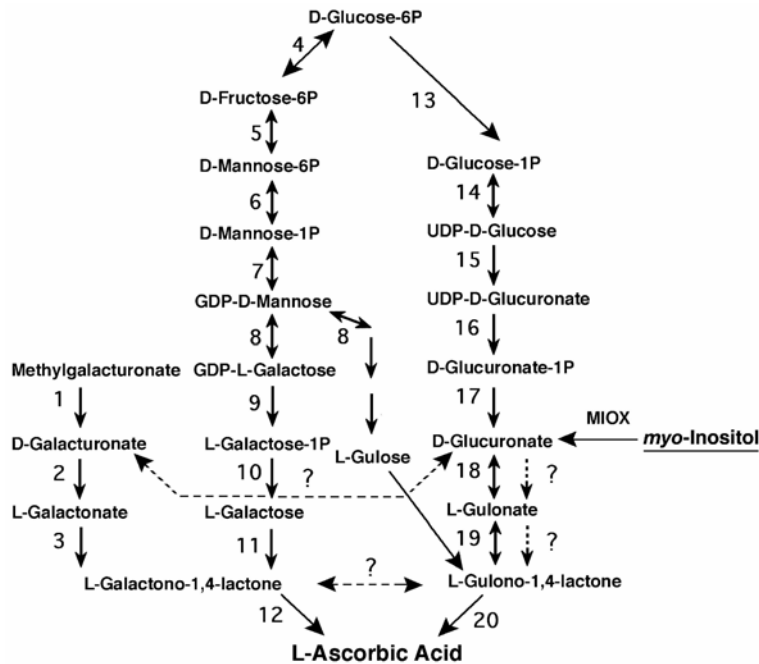 D-Glucose-6P
4
13
D-Fructose-6P
5
D-Mannose-6P
D-Glucose-1P
6
14
D-Mannose-1P
UDP-D-Glucose
7
15
GDP-D-Mannose
UDP-D-Glucuronate
8
8
16
Methylgalacturonate
GDP-L-Galactose
D-Glucuronate-1P
1
9
17
MIOX
D-Galacturonate
L-Galactose-1P
L-Gulose
D-Glucuronate
myo-Inositol
2
10
?
18
?
L-Galactonate
L-Galactose
L-Gulonate
3
11
19
?
?
L-Galactono-1,4-lactone
L-Gulono-1,4-lactone
12
20
L-Ascorbic Acid